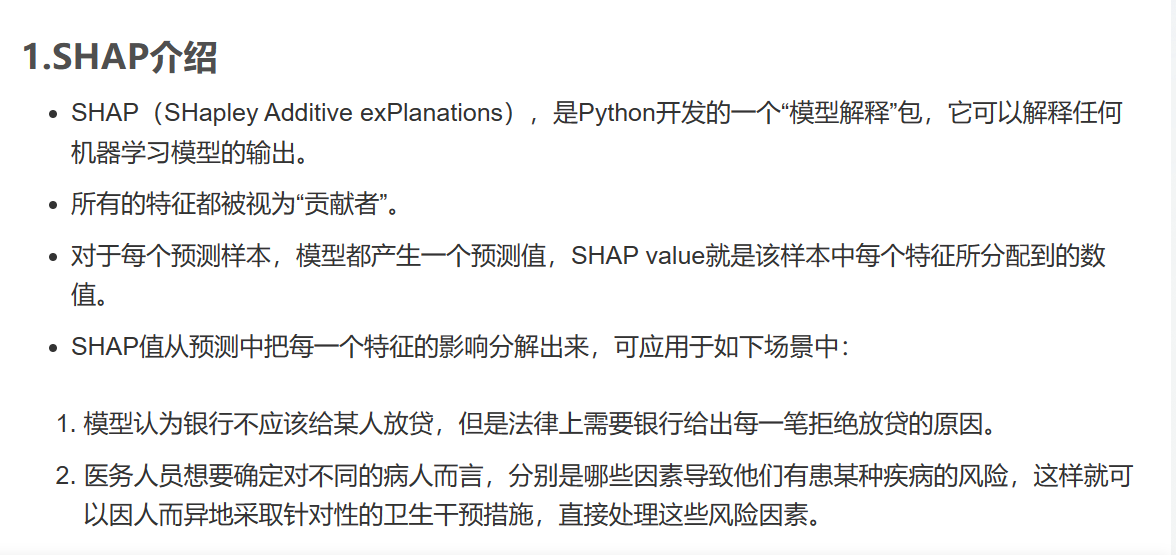 1.SHAP介绍
• SHAP（SHapley Additive exPlanations），是Python开发的一个“模型解释”包，它可以解释任何
机器学习模型的输出。
• 所有的特征都被视为“贡献者”。
• 对于每个预测样本，模型都产生一个预测值，SHAP value就是该样本中每个特征所分配到的数
值。
• SHAP值从预测中把每一个特征的影响分解出来，可应用于如下场景中：
1. 模型认为银行不应该给某人放贷，但是法律上需要银行给出每一笔拒绝放贷的原因。
2. 医务人员想要确定对不同的病人而言，分别是哪些因素导致他们有患某种疾病的风险，这样就可
以因人而异地采取针对性的卫生干预措施，直接处理这些风险因素。